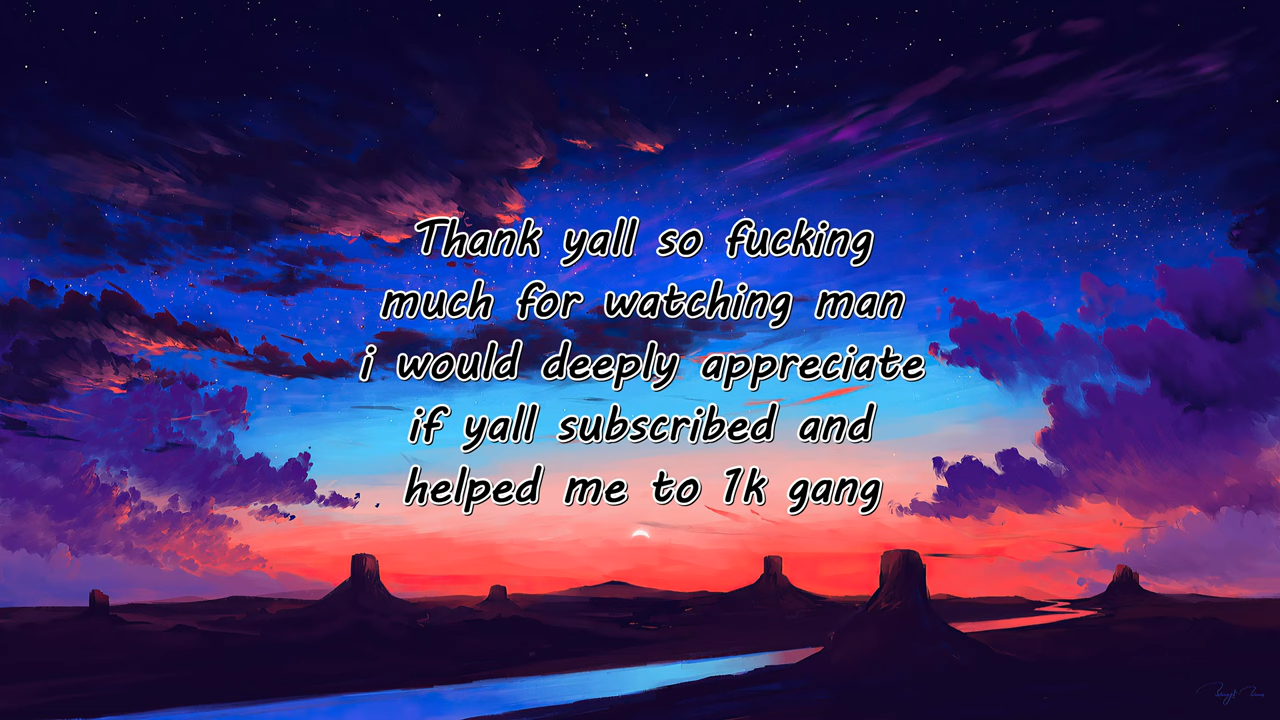 Thank yall so fucking
much for watching man
i would deeply appreciate
if yall subscribed and
helped me to 1k gang